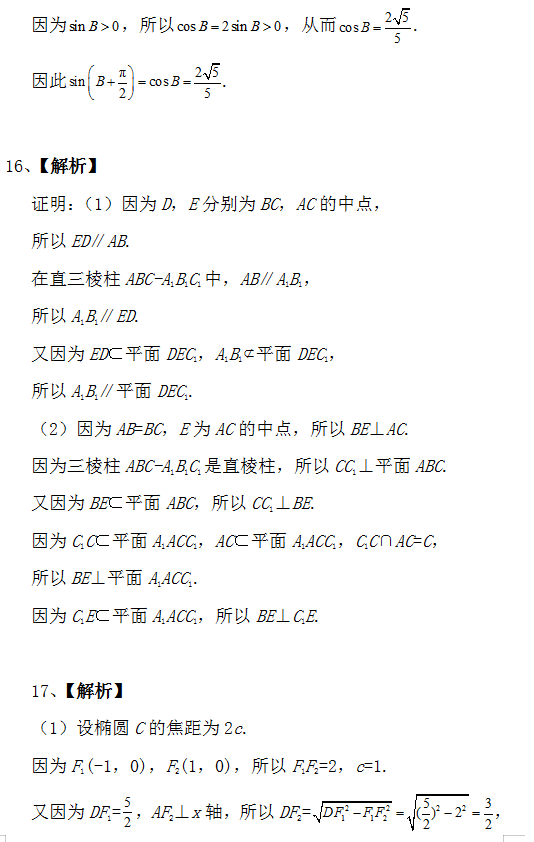 因为sin B>0，所以cos B=2sin B>0，从而cos B=2√5/5.
因此sin(B+π/2)=cos B=2√5/5.
16、【解析】
证明：（1）因为D，E分别为BC，AC的中点，
所以ED∥AB.
在直三棱柱ABC-A₁B₁C₁中，AB∥A₁B₁，
所以A₁B₁∥ED.
又因为ED⊂平面DEC₁，A₁B₁⊄平面DEC₁，
所以A₁B₁∥平面DEC₁.
（2）因为AB=BC，E为AC的中点，所以BE⊥AC.
因为三棱柱ABC-A₁B₁C₁是直棱柱，所以CC₁⊥平面ABC.
又因为BE⊂平面ABC，所以CC₁⊥BE.
因为C₁C⊂平面A₁ACC₁，AC⊂平面A₁ACC₁，C₁C∩AC=C，
所以BE⊥平面A₁ACC₁.
因为C₁E⊂平面A₁ACC₁，所以BE⊥C₁E.
17、【解析】
（1）设椭圆C的焦距为2c.
因为F₁(-1，0)，F₂(1，0)，所以F₁F₂=2，c=1.
又因为DF₁=5/2，AF₂⊥x轴，所以DF₂=√(DF₁²-F₁F₂²)=√((5/2)²-2²)=3/2，